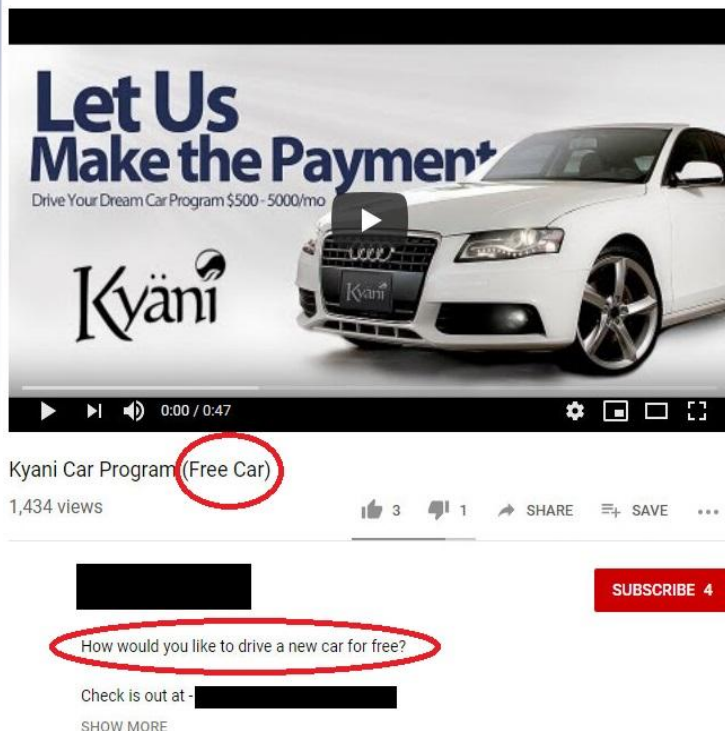 Let Us
Make the Payment
Drive Your Dream Car Program $500 - 5000/mo
Kyäni
Kyäni
0:00 / 0:47
Kyani Car Program (Free Car)
1,434 views
3
1
SHARE
SAVE
SUBSCRIBE 4
How would you like to drive a new car for free?
Check is out at -
SHOW MORE